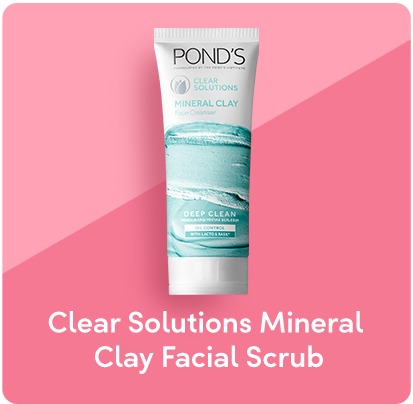 POND'S
CLEAR
SOLUTIONS
MINERAL CLAY
Face Cleanser
DEEP CLEAN
OIL CONTROL
Clear Solutions Mineral
Clay Facial Scrub